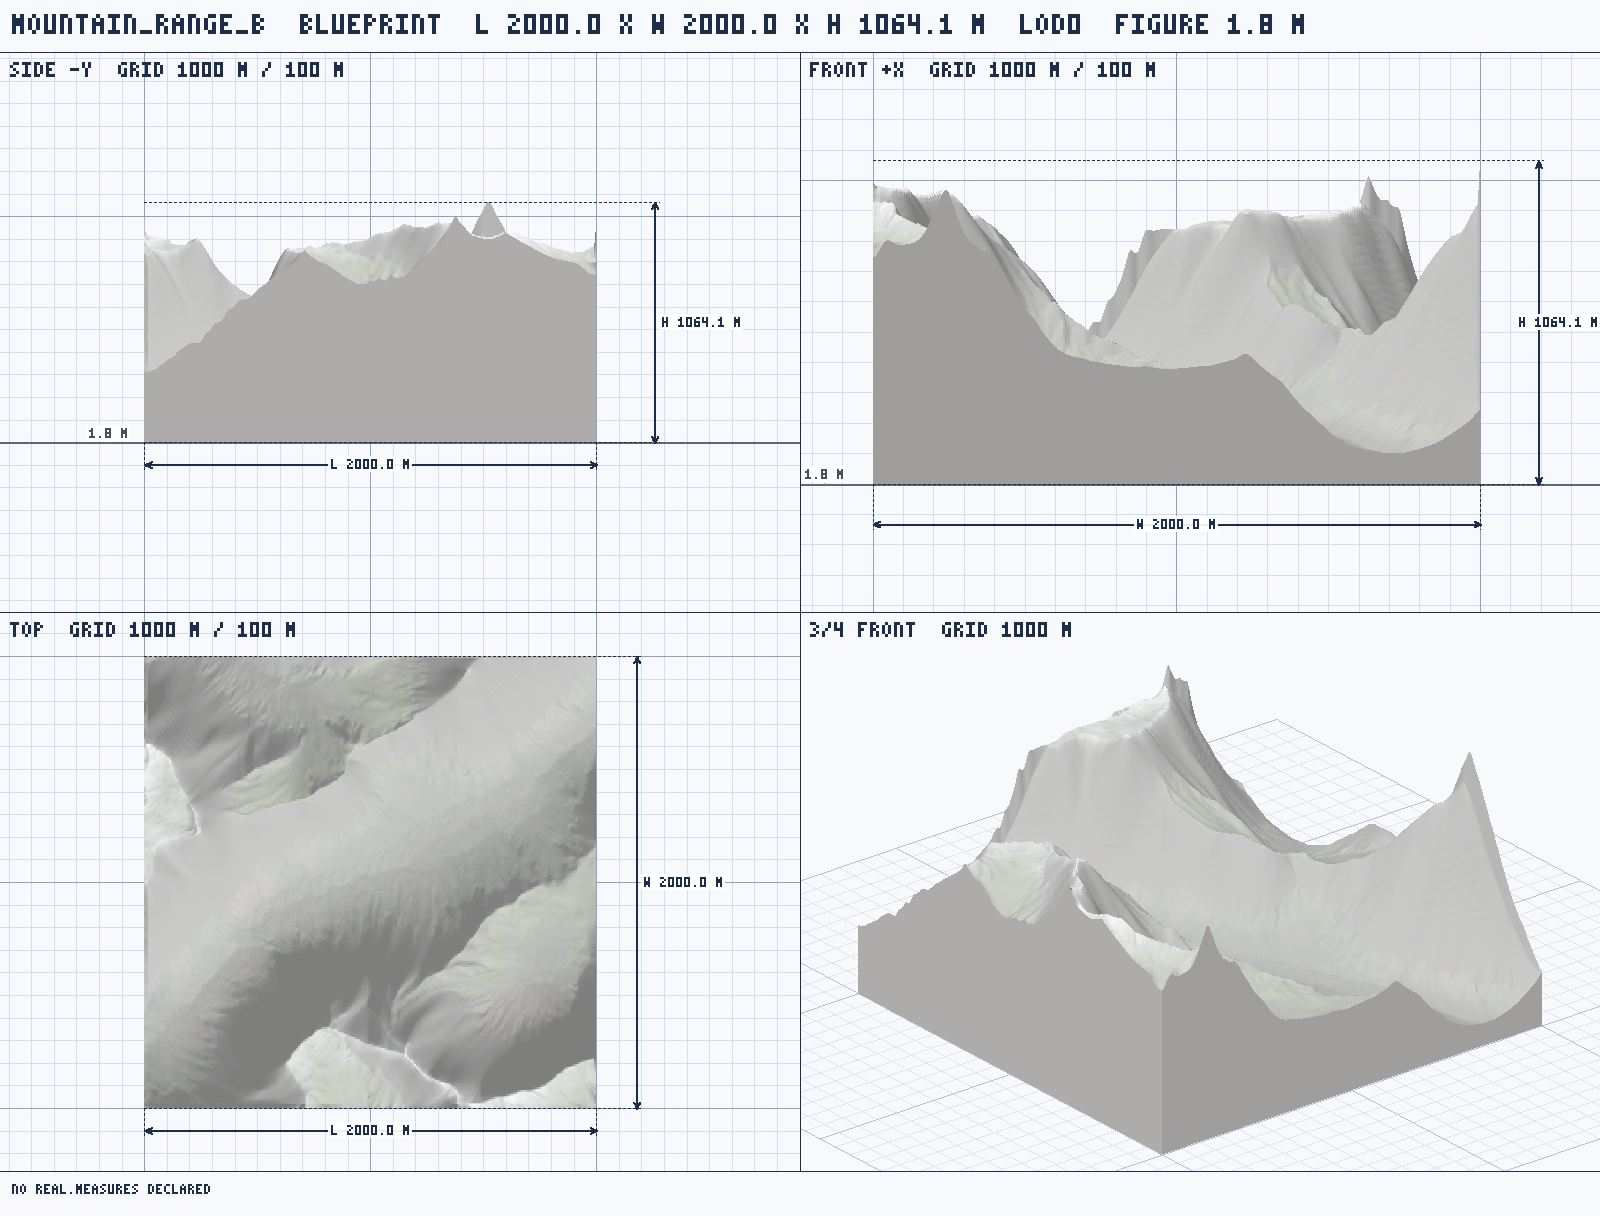 MOUNTAIN_RANGE_B  BLUEPRINT  L 2000.0 X W 2000.0 X H 1064.1 M  LOD0  FIGURE 1.8 M
SIDE -Y  GRID 1000 M / 100 M
H 1064.1 M
1.8 M
L 2000.0 M
FRONT +X  GRID 1000 M / 100 M
H 1064.1 M
1.8 M
W 2000.0 M
TOP  GRID 1000 M / 100 M
W 2000.0 M
L 2000.0 M
3/4 FRONT  GRID 1000 M
NO REAL.MEASURES DECLARED